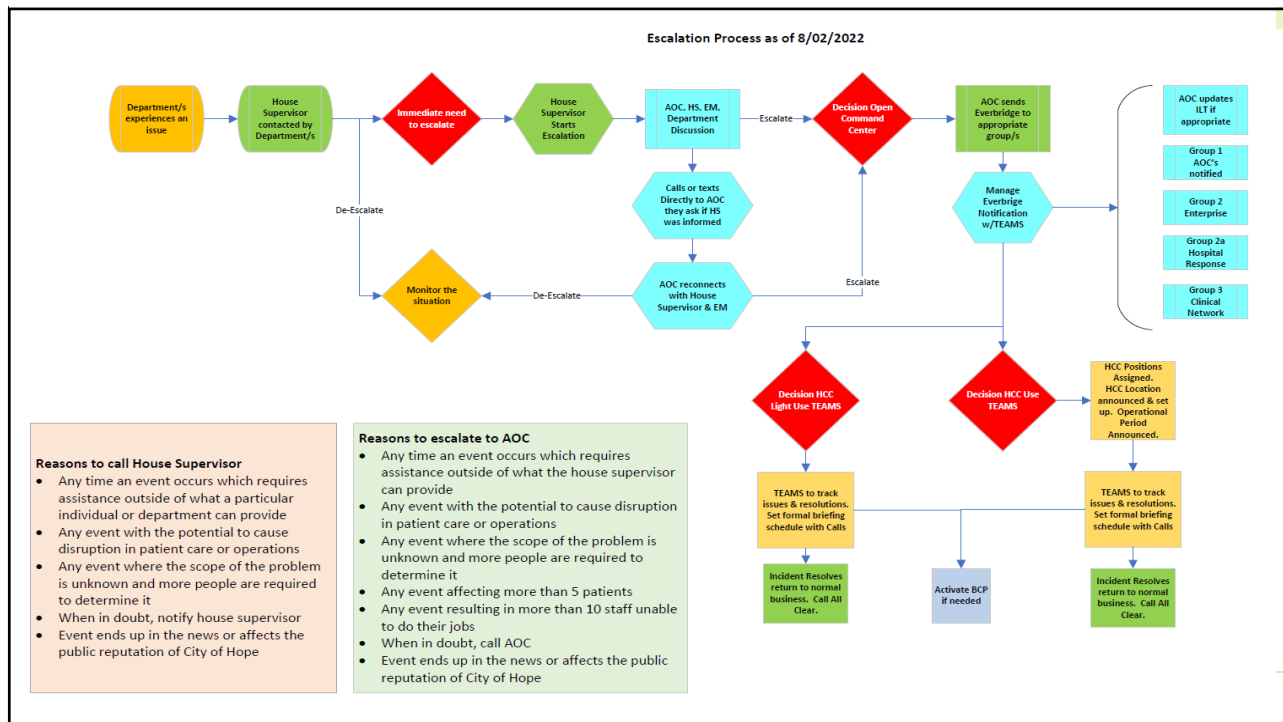 Escalation Process as of 8/02/2022
Department/s
experiences an
issue
House
Supervisor
contacted by
Department/s
Immediate need
to escalate
House
Supervisor
Starts
Escalation
AOC, HS, EM,
Department
Discussion
Escalate
Decision Open
Command
Center
AOC sends
Everbridge to
appropriate
group/s
AOC updates
ILT if
appropriate
Group 1
AOC's
notified
Group 2
Enterprise
Group 2a
Hospital
Response
Group 3
Clinical
Network
De-Escalate
Calls or texts
Directly to AOC
they ask if HS
was informed
Manage
Everbrige
Notification
w/TEAMS
Monitor the
situation
De-Escalate
AOC reconnects
with House
Supervisor & EM
Escalate
Decision HCC
Light Use TEAMS
Decision HCC Use
TEAMS
HCC Positions
Assigned.
HCC Location
announced & set
up. Operational
Period
Announced.
TEAMS to track
issues & resolutions.
Set formal briefing
schedule with Calls
TEAMS to track
issues & resolutions.
Set formal briefing
schedule with Calls
Incident Resolves
return to normal
business. Call All
Clear.
Activate BCP
if needed
Incident Resolves
return to normal
business. Call All
Clear.
Reasons to call House Supervisor
• Any time an event occurs which requires
assistance outside of what a particular
individual or department can provide
• Any event with the potential to cause
disruption in patient care or operations
• Any event where the scope of the problem
is unknown and more people are required
to determine it
• When in doubt, notify house supervisor
• Event ends up in the news or affects the
public reputation of City of Hope
Reasons to escalate to AOC
• Any time an event occurs which requires
assistance outside of what the house supervisor
can provide
• Any event with the potential to cause disruption
in patient care or operations
• Any event where the scope of the problem is
unknown and more people are required to
determine it
• Any event affecting more than 5 patients
• Any event resulting in more than 10 staff unable
to do their jobs
• When in doubt, call AOC
• Event ends up in the news or affects the public
reputation of City of Hope